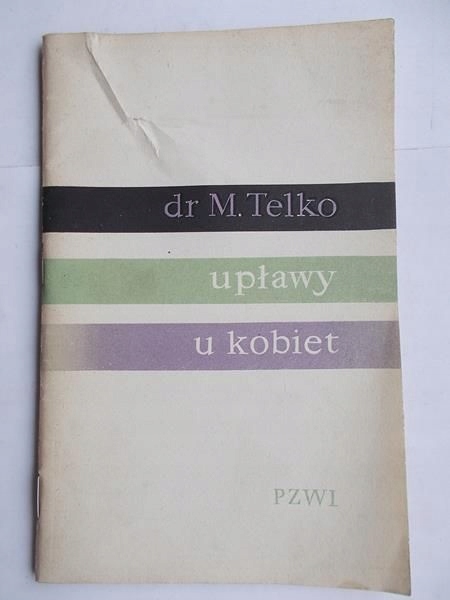 dr M. Telko
upławy
u kobiet
PZWL